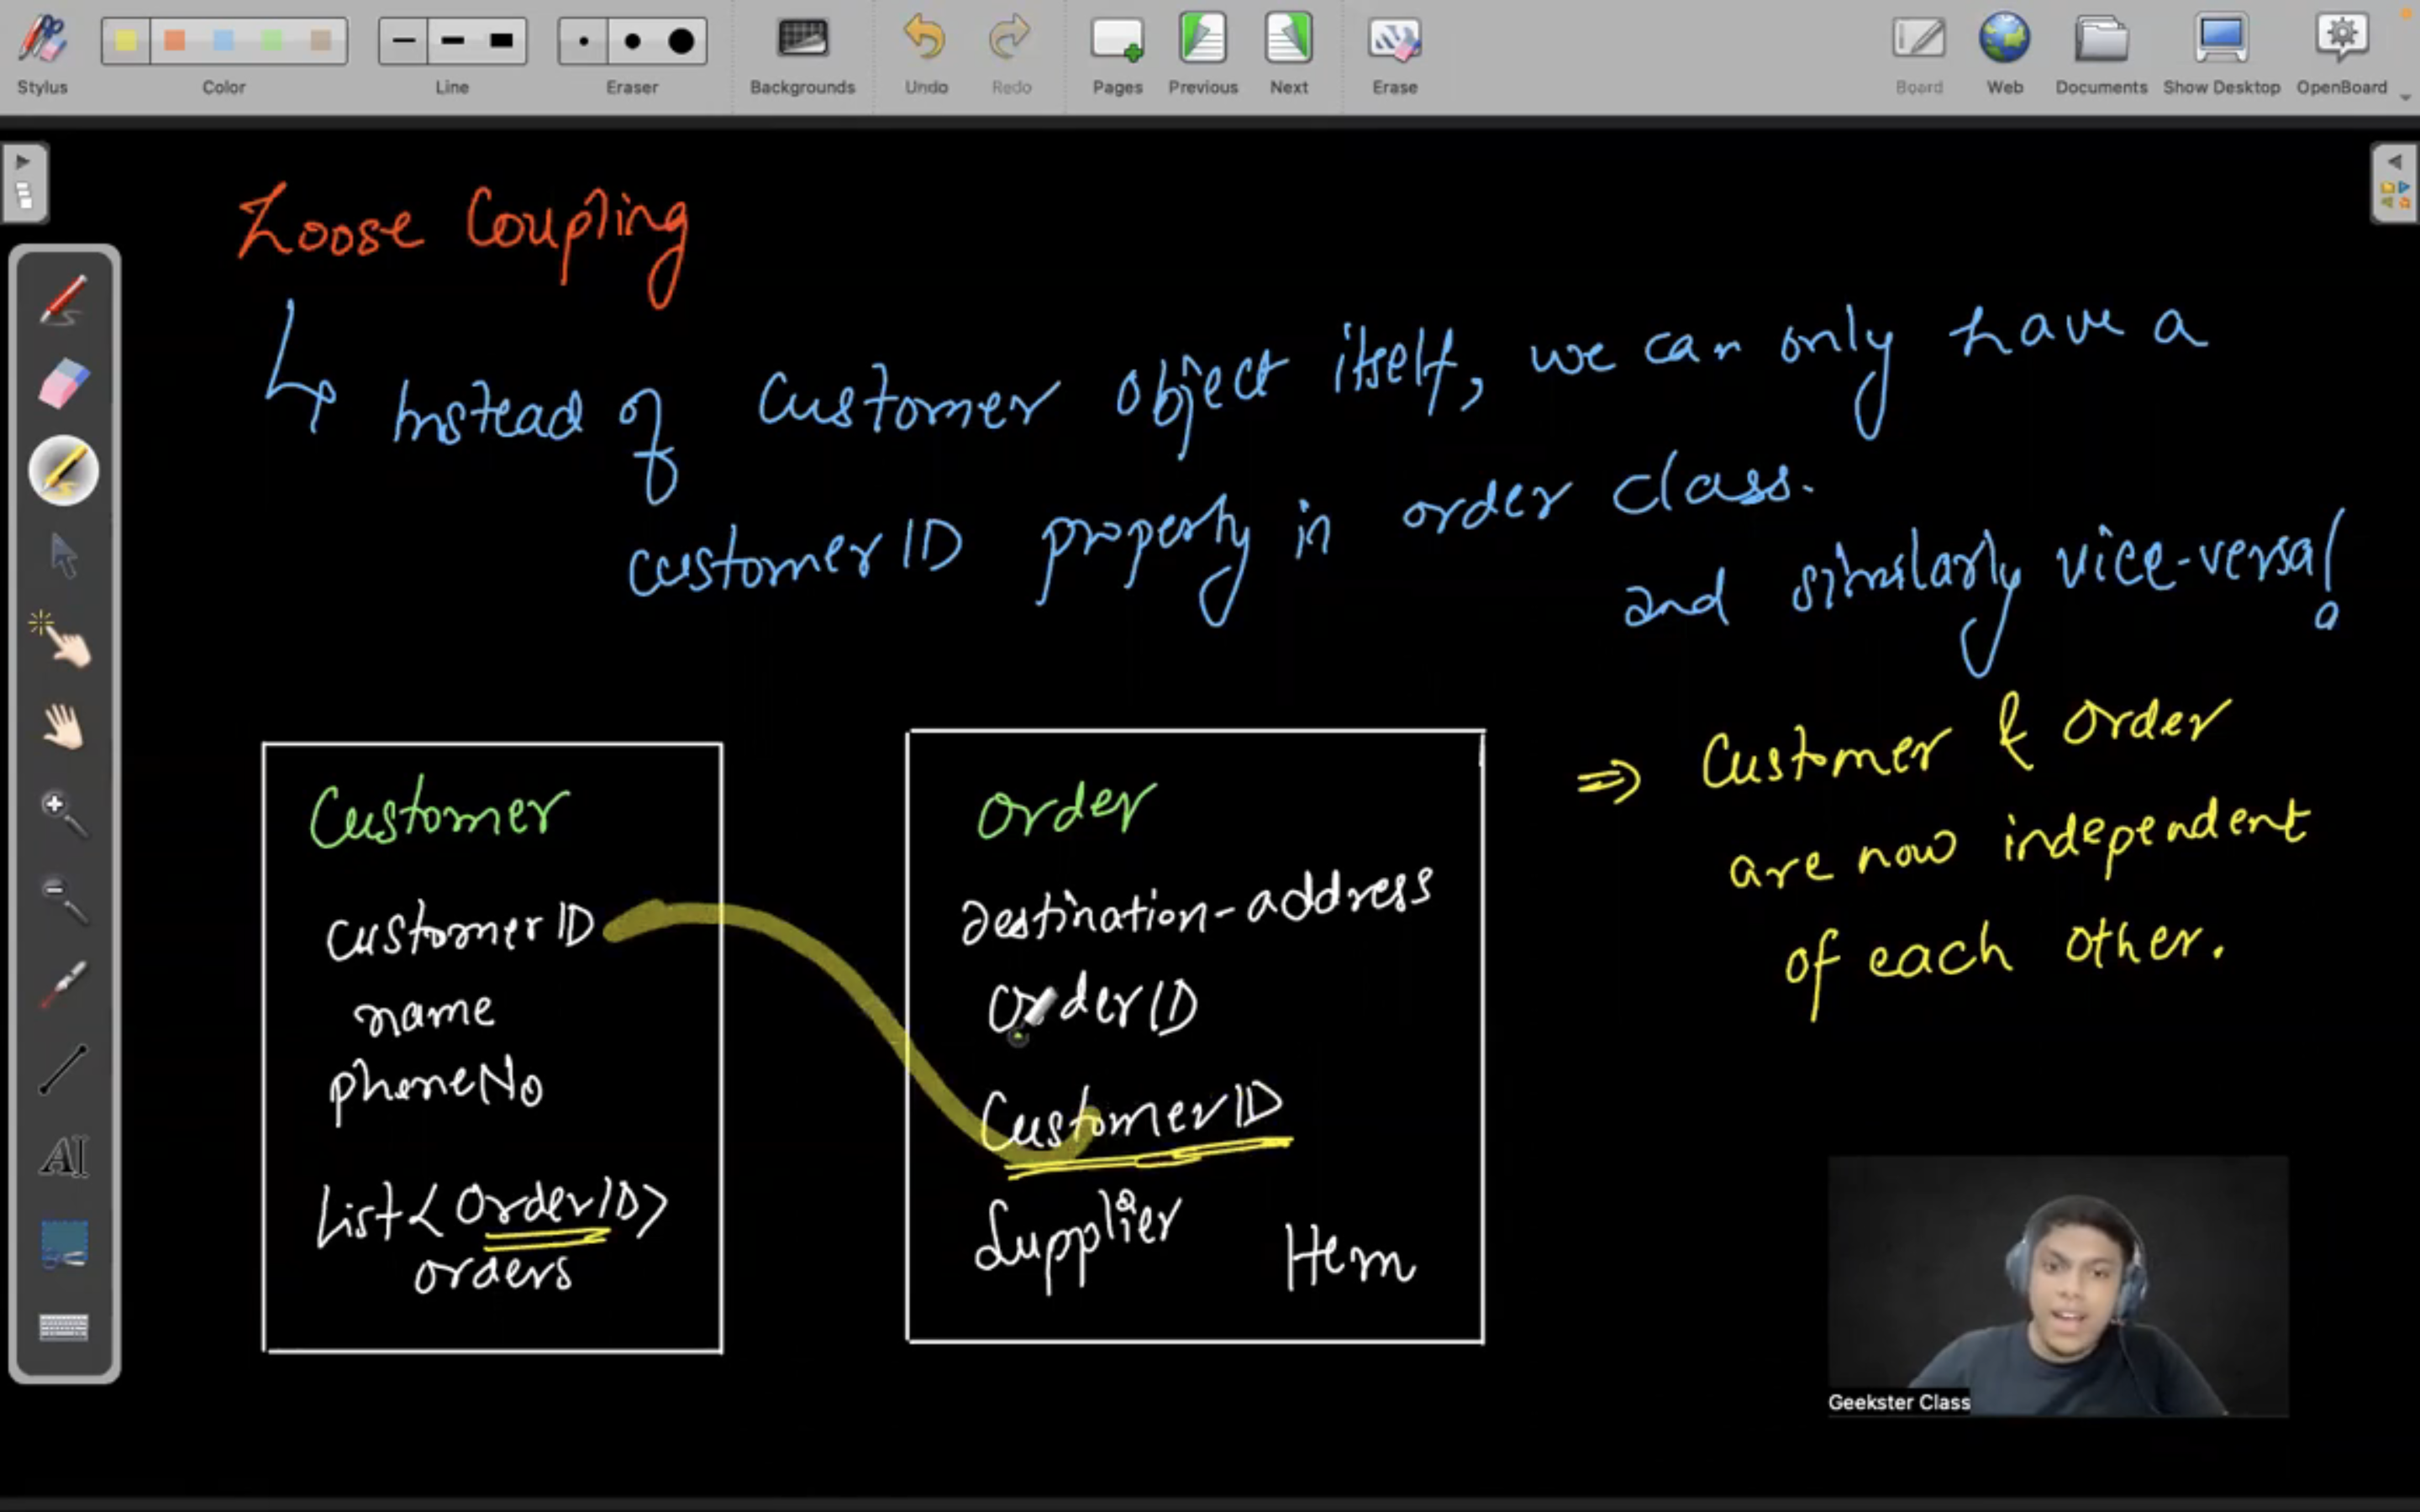 Stylus
Color
Line
Eraser
Backgrounds
Undo
Redo
Pages
Previous
Next
Erase
Board
Web
Documents
Show Desktop
OpenBoard
Loose Coupling
Instead of Customer object itself, we can only have a
customerID property in order class.
and similarly vice-versa!
Customer
customerID
name
phoneNo
List<OrderID>
orders
Order
destination-address
OrderID
CustomerID
Supplier Item
⇒ Customer & Order
are now independent
of each other.
AI
Geekster Class